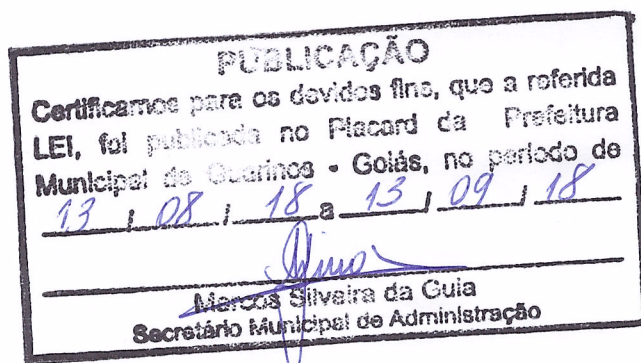 PUBLICAÇÃO
Certificamos para os devidos fins, que a referida
LEI, foi publicada no Placard da Prefeitura
Municipal de Guarinos - Goiás, no período de
13 / 08 / 18 a 13 / 09 / 18
Marcos Silveira da Guia
Secretário Municipal de Administração